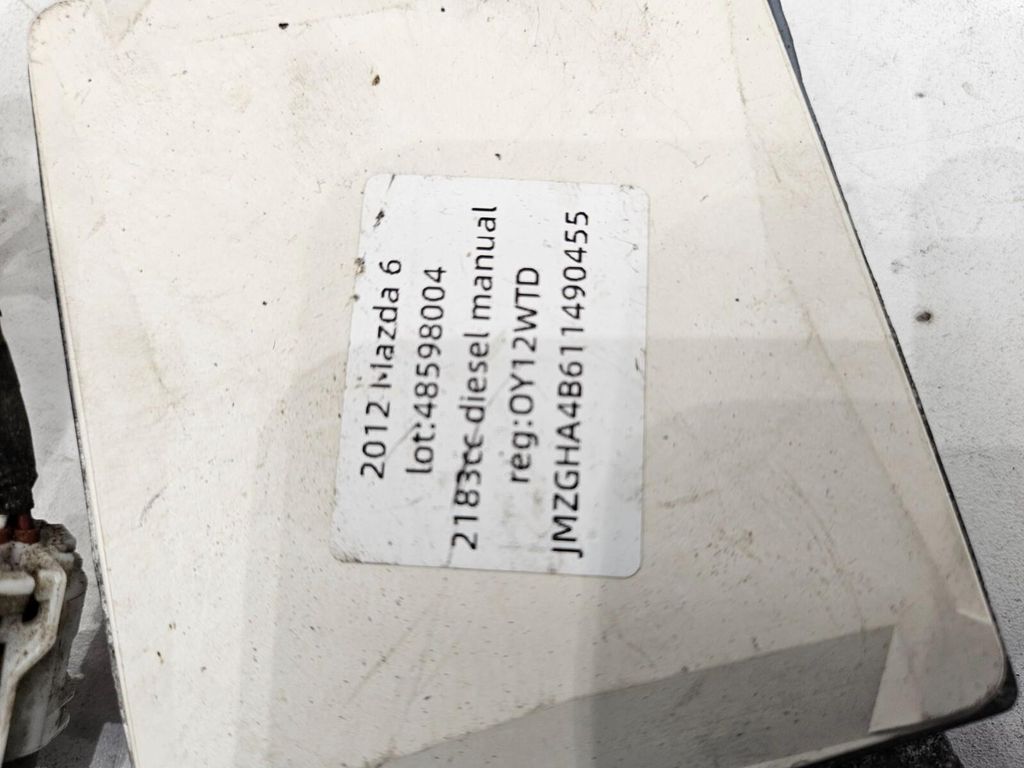 2012 Mazda 6
lot:48598004
2183cc diesel manual
reg:OY12WTD
JMZGHA4B611490455